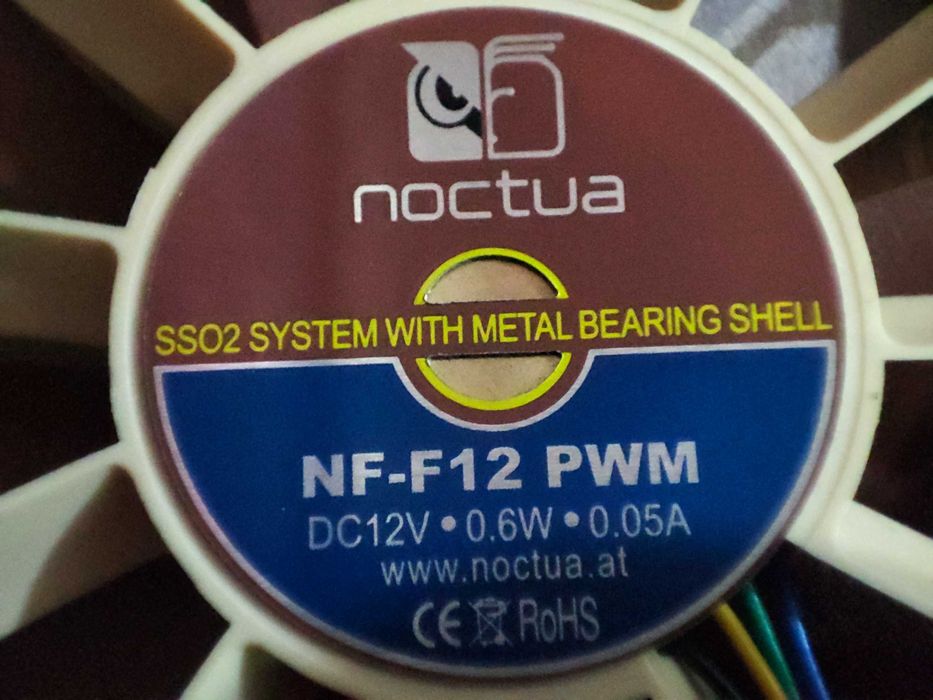 noctua
SSO2 SYSTEM WITH METAL BEARING SHELL
NF-F12 PWM
DC12V • 0.6W • 0.05A
www.noctua.at
CE RoHS